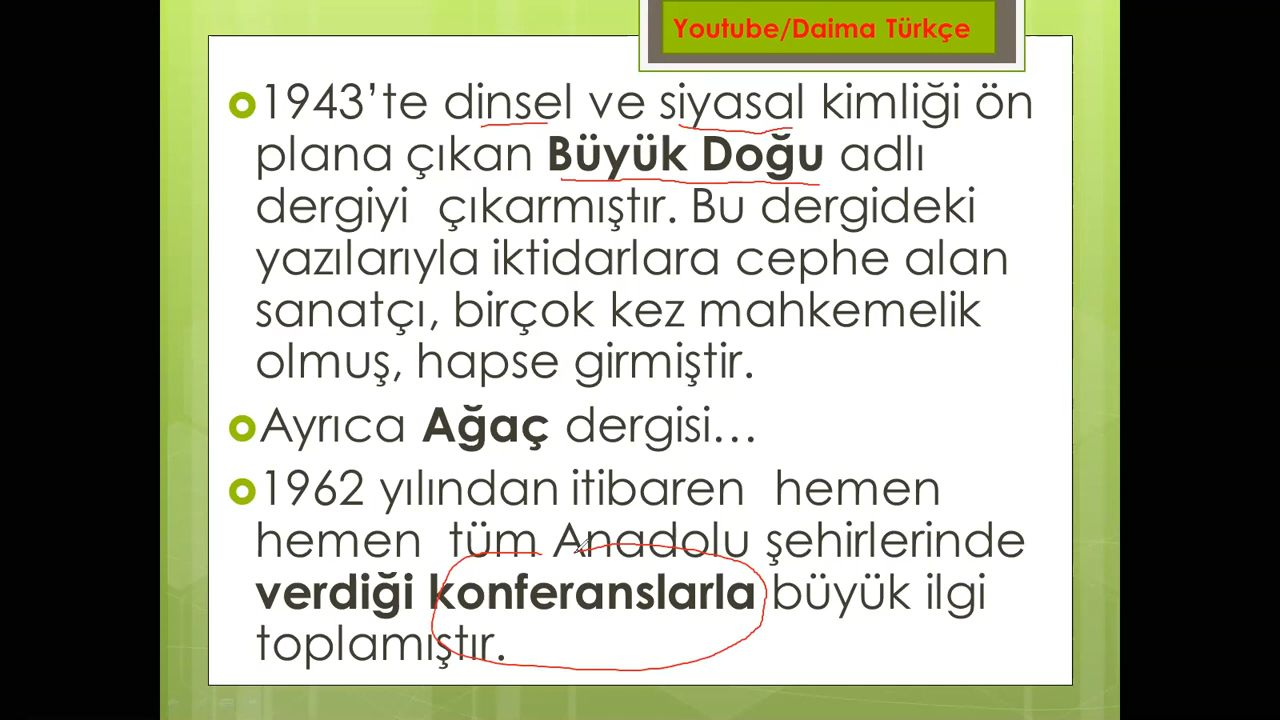 Youtube/Daima Türkçe
1943’te dinsel ve siyasal kimliği ön
plana çıkan Büyük Doğu adlı
dergiyi çıkarmıştır. Bu dergideki
yazılarıyla iktidarlara cephe alan
sanatçı, birçok kez mahkemelik
olmuş, hapse girmiştir.
Ayrıca Ağaç dergisi…
1962 yılından itibaren hemen
hemen tüm Anadolu şehirlerinde
verdiği konferanslarla büyük ilgi
toplamıştır.